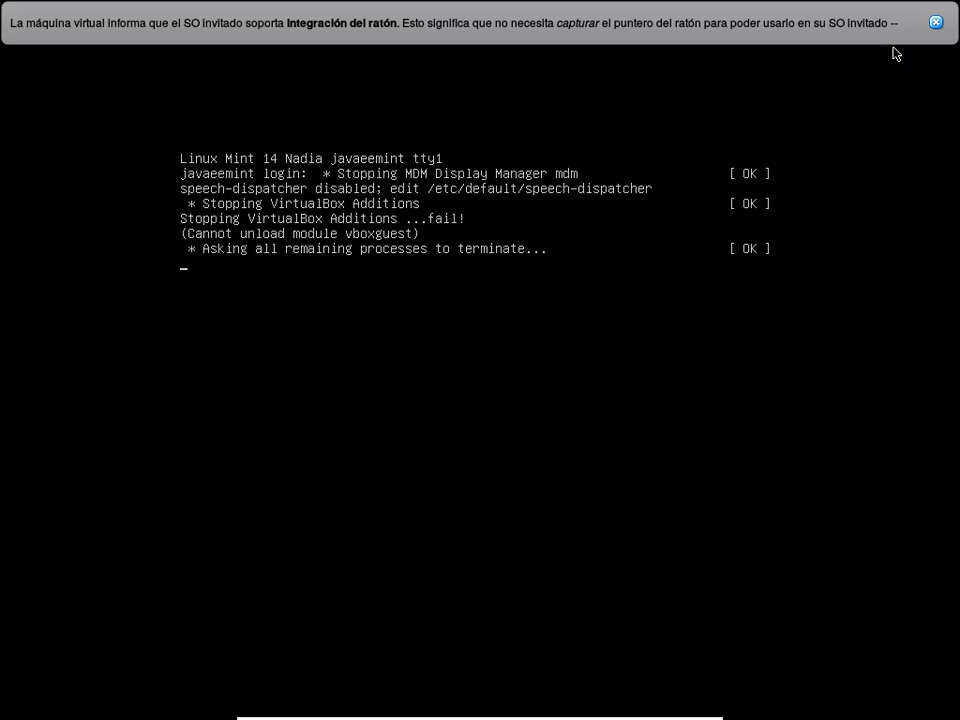 La máquina virtual informa que el SO invitado soporta integración del ratón. Esto significa que no necesita capturar el puntero del ratón para poder usarlo en su SO invitado --
Linux Mint 14 Nadia javaeemint tty1
javaeemint login:  * Stopping MDM Display Manager mdm [ OK ]
speech-dispatcher disabled; edit /etc/default/speech-dispatcher
 * Stopping VirtualBox Additions [ OK ]
Stopping VirtualBox Additions ...fail!
(Cannot unload module vboxguest)
 * Asking all remaining processes to terminate... [ OK ]